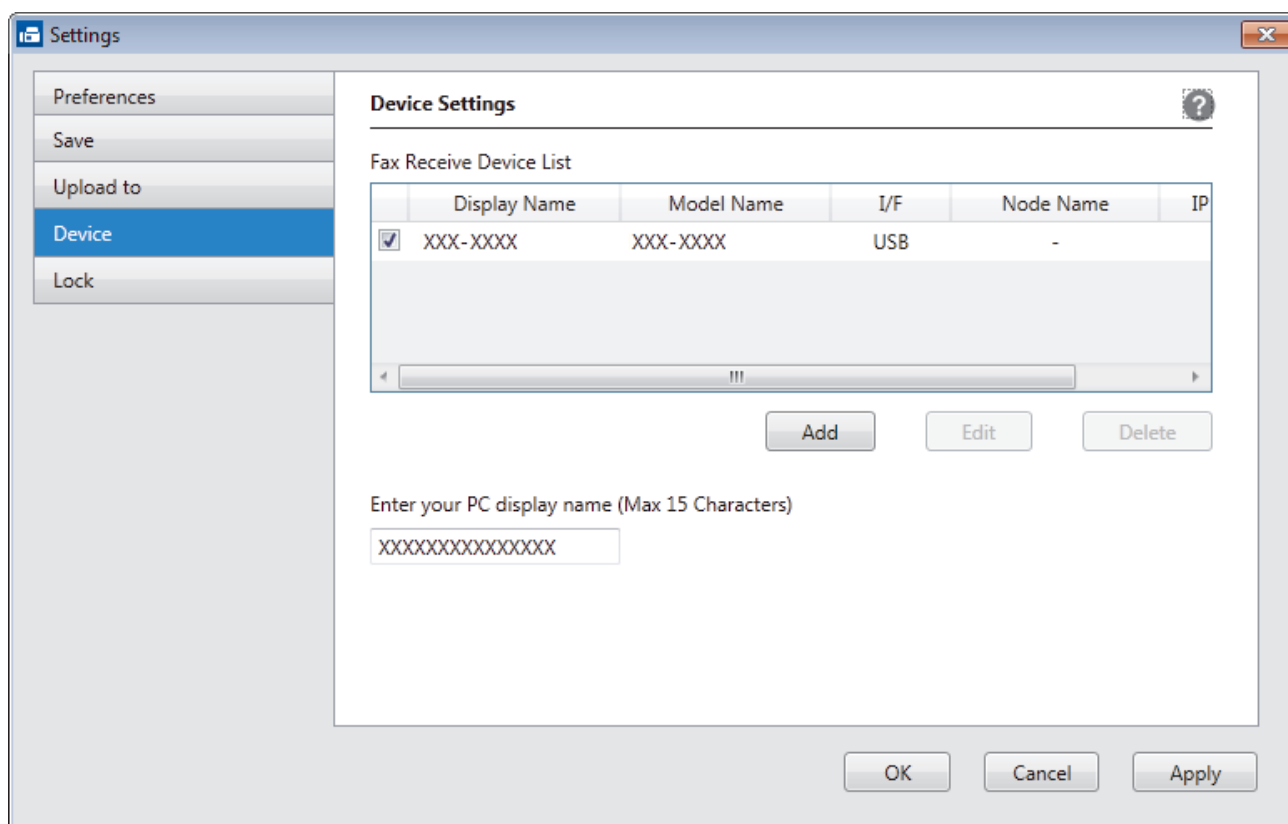 Settings
Preferences
Save
Upload to
Device
Lock
Device Settings
?
Fax Receive Device List
Display Name Model Name I/F Node Name IP
XXX-XXXX XXX-XXXX USB -
Add Edit Delete
Enter your PC display name (Max 15 Characters)
XXXXXXXXXXXXXXX
OK Cancel Apply